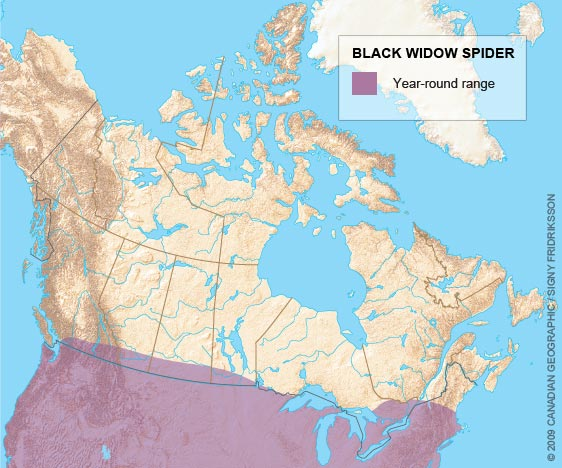 BLACK WIDOW SPIDER
Year-round range
© 2009 CANADIAN GEOGRAPHIC / SIGNY FRIDRIKSSON